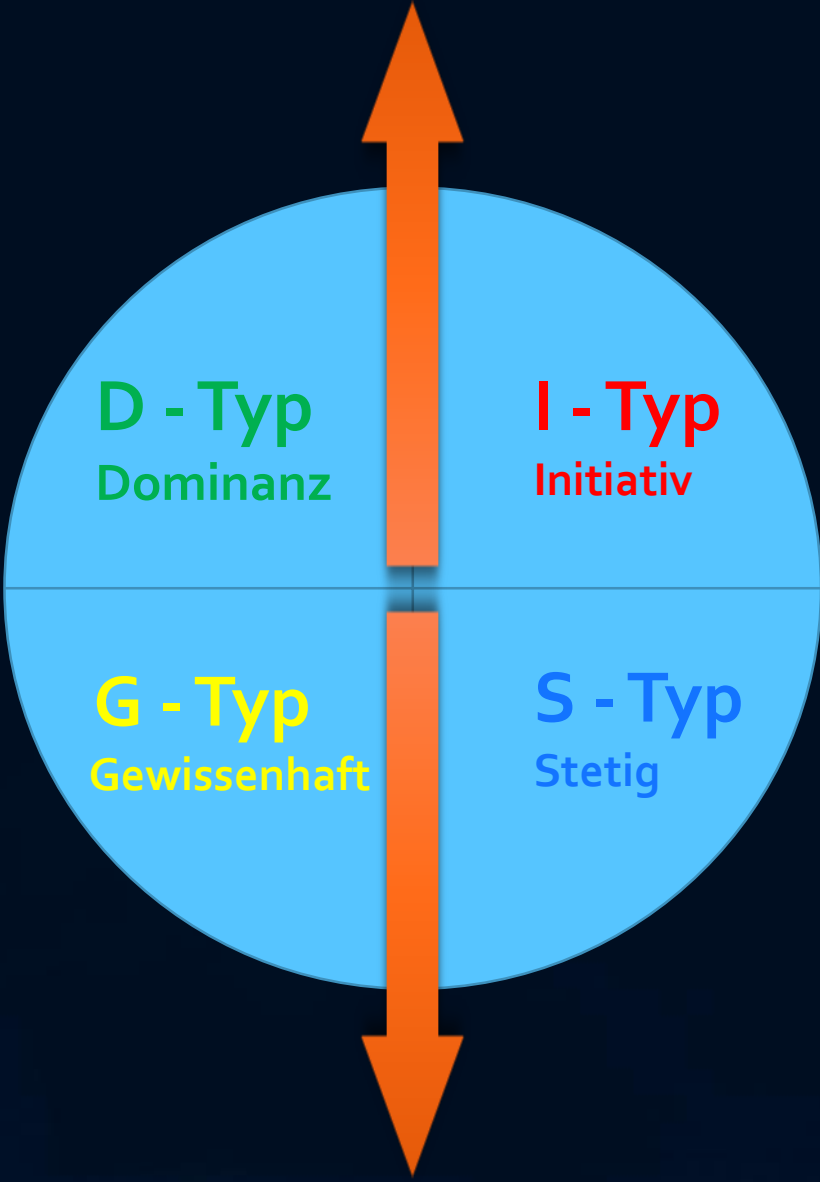 D - Typ
Dominanz
I - Typ
Initiativ
G - Typ
Gewissenhaft
S - Typ
Stetig